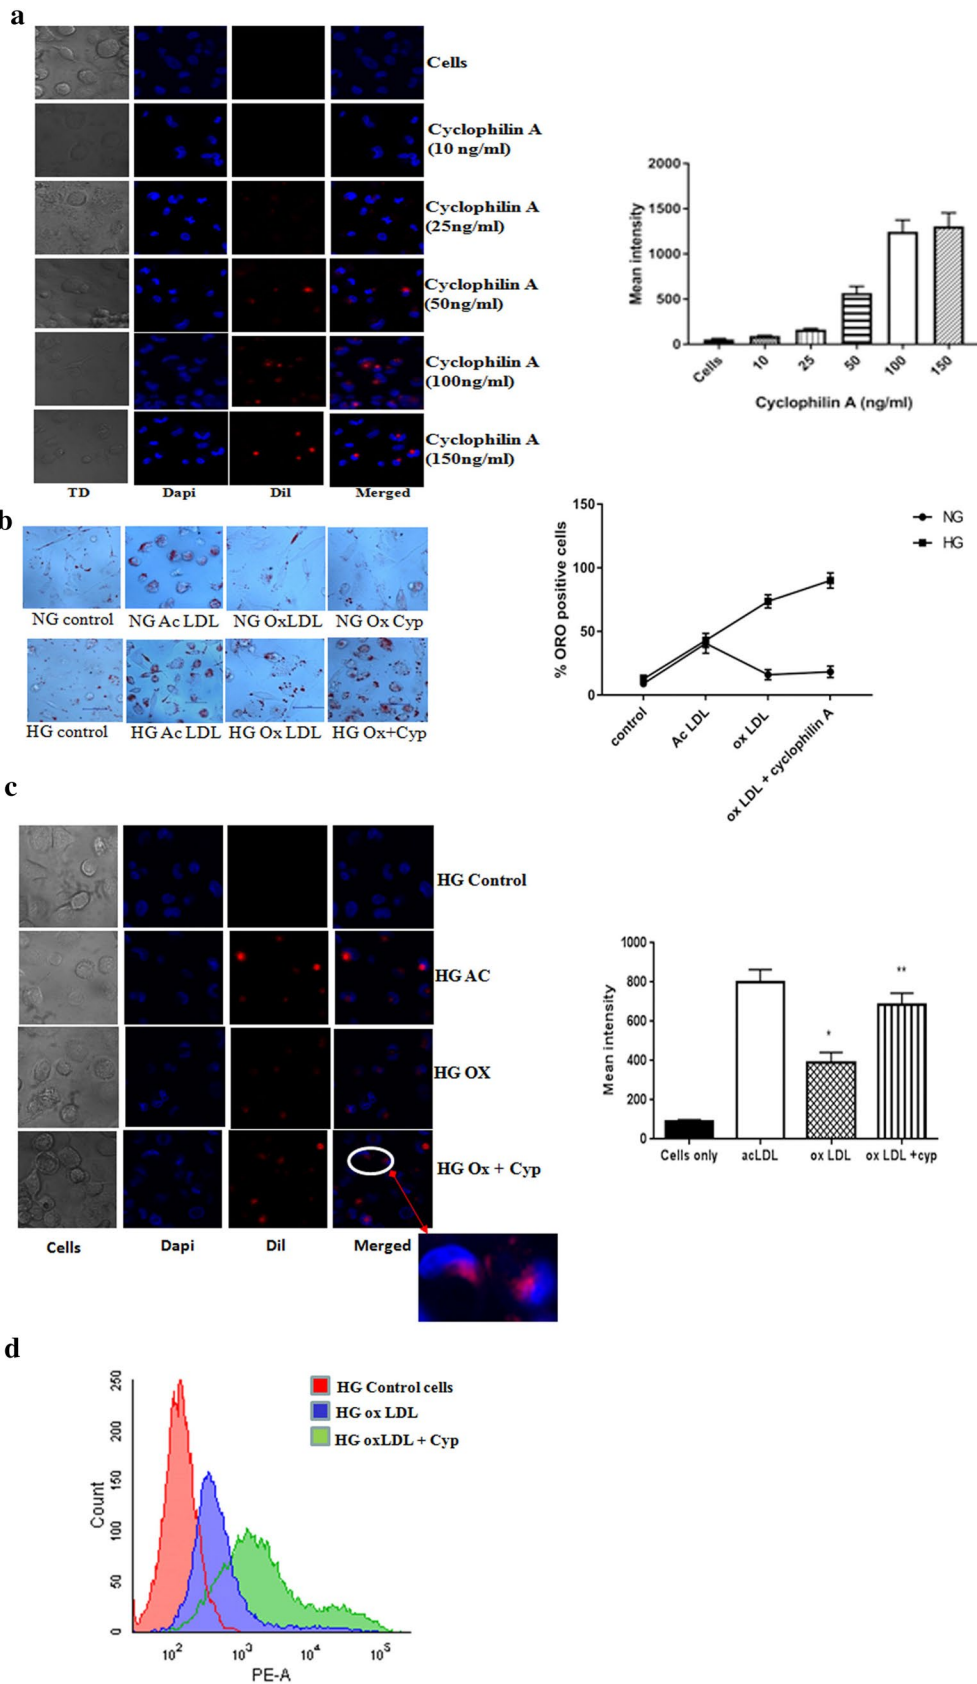 a
Cells
Cyclophilin A
(10 ng/ml)
Cyclophilin A
(25ng/ml)
Cyclophilin A
(50ng/ml)
Cyclophilin A
(100ng/ml)
Cyclophilin A
(150ng/ml)
TD Dapi Dil Merged
Mean intensity
2000
1500
1000
500
0
Cells 10 25 50 100 150
Cyclophilin A (ng/ml)
b
NG control NG Ac LDL NG OxLDL NG Ox Cyp
HG control HG Ac LDL HG Ox LDL HG Ox+Cyp
% ORO positive cells
150
100
50
0
control Ac LDL ox LDL ox LDL + cyclophilin A
NG
HG
c
HG Control
HG AC
HG OX
HG Ox + Cyp
Cells Dapi Dil Merged
Mean intensity
1000
800
600
400
200
0
*
**
Cells only acLDL ox LDL ox LDL +cyp
d
HG Control cells
HG ox LDL
HG oxLDL + Cyp
Count
250
200
150
100
50
0
10² 10³ 10⁴ 10⁵
PE-A